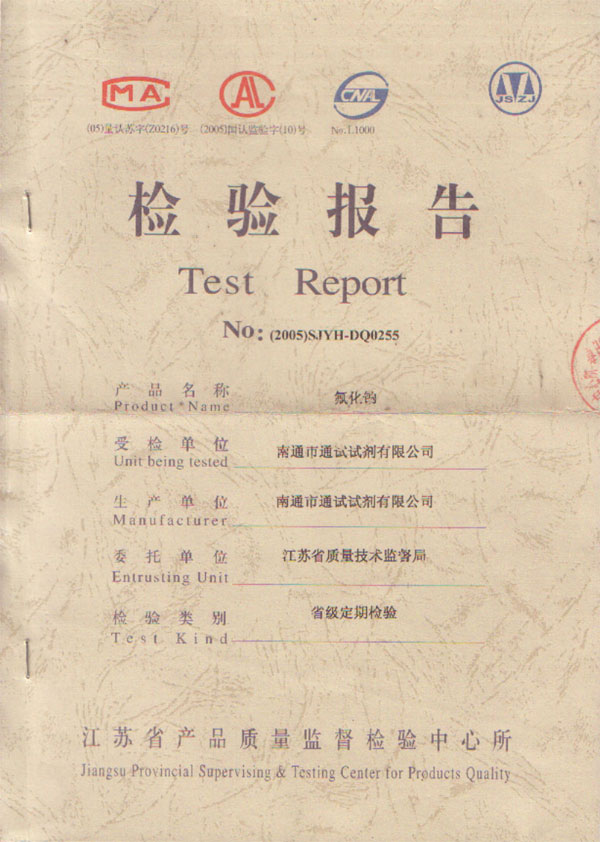 MA
AL
CNAL
JSZJ
(05)量认苏字(Z0216)号 (2005)国认监验字(10)号 No.L1000
检验报告
Test Report
No: (2005)SJYH-DQ0255
产品名称 氟化钠
Product Name
受检单位 南通市通试试剂有限公司
Unit being tested
生产单位 南通市通试试剂有限公司
Manufacturer
委托单位 江苏省质量技术监督局
Entrusting Unit
检验类别 省级定期检验
Test Kind
江苏省产品质量监督检验中心所
Jiangsu Provincial Supervising & Testing Center for Products Quality